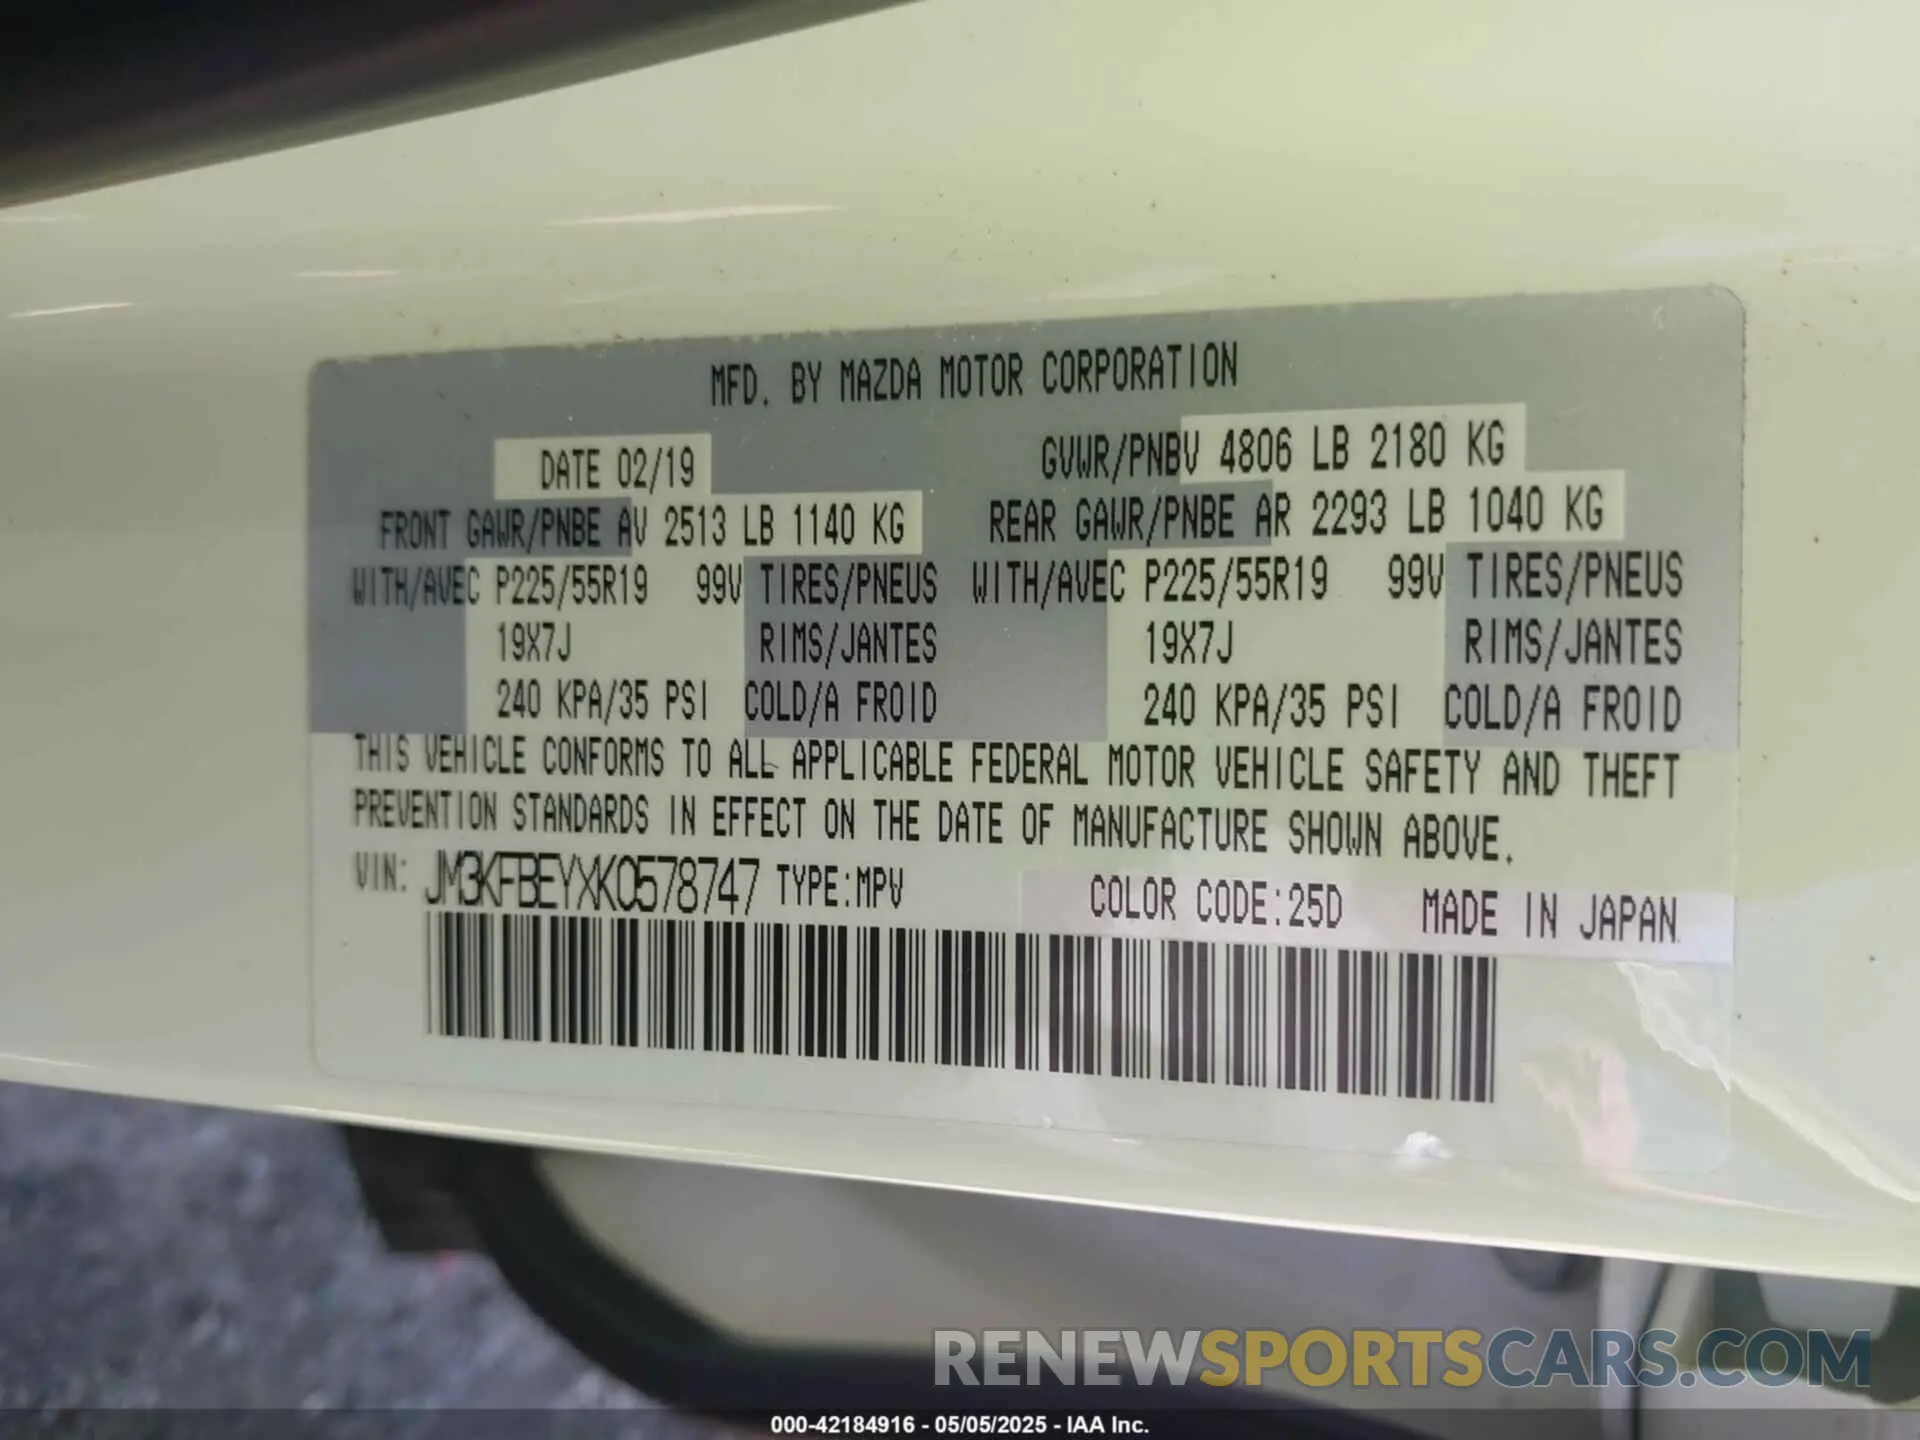 MFD. BY MAZDA MOTOR CORPORATION
DATE 02/19 GVWR/PNBV 4806 LB 2180 KG
FRONT GAWR/PNBE AV 2513 LB 1140 KG REAR GAWR/PNBE AR 2293 LB 1040 KG
WITH/AVEC P225/55R19 99V TIRES/PNEUS WITH/AVEC P225/55R19 99V TIRES/PNEUS
19X7J RIMS/JANTES 19X7J RIMS/JANTES
240 KPA/35 PSI COLD/A FROID 240 KPA/35 PSI COLD/A FROID
THIS VEHICLE CONFORMS TO ALL APPLICABLE FEDERAL MOTOR VEHICLE SAFETY AND THEFT
PREVENTION STANDARDS IN EFFECT ON THE DATE OF MANUFACTURE SHOWN ABOVE.
VIN: JM3KFBEYXK0578747 TYPE:MPV COLOR CODE:25D MADE IN JAPAN
RENEWSPORTSCARS.COM
000-42184916 - 05/05/2025 - IAA Inc.